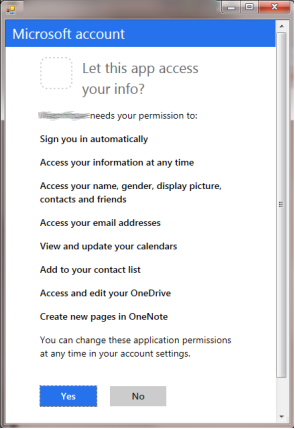 Microsoft account
Let this app access
your info?
needs your permission to:
Sign you in automatically
Access your information at any time
Access your name, gender, display picture,
contacts and friends
Access your email addresses
View and update your calendars
Add to your contact list
Access and edit your OneDrive
Create new pages in OneNote
You can change these application permissions
at any time in your account settings.
Yes
No